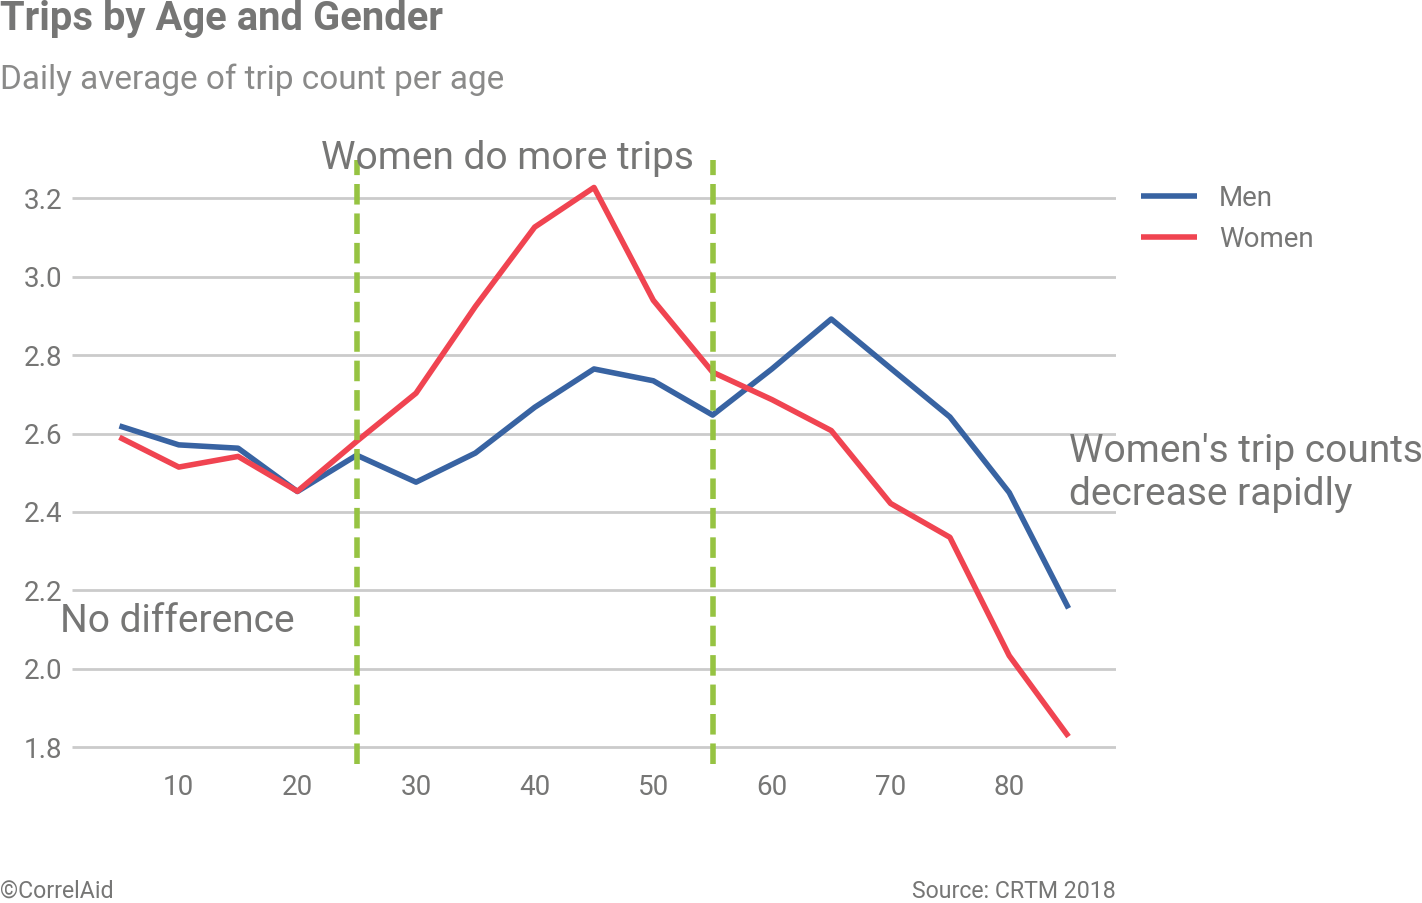 Trips by Age and Gender
Daily average of trip count per age
Women do more trips
3.2
3.0
2.8
2.6
2.4
2.2
2.0
1.8
Men
Women
Women's trip counts
decrease rapidly
No difference
10 20 30 40 50 60 70 80
©CorrelAid
Source: CRTM 2018